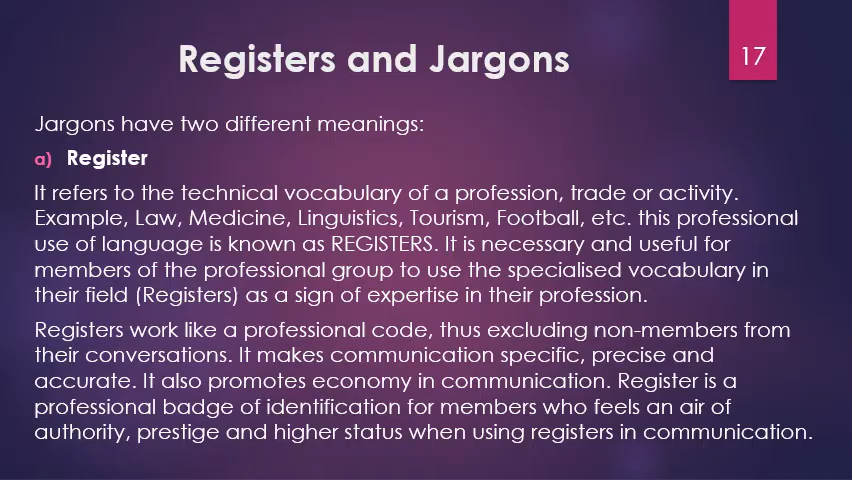 Registers and Jargons
17
Jargons have two different meanings:
a) Register
It refers to the technical vocabulary of a profession, trade or activity.
Example, Law, Medicine, Linguistics, Tourism, Football, etc. this professional
use of language is known as REGISTERS. It is necessary and useful for
members of the professional group to use the specialised vocabulary in
their field (Registers) as a sign of expertise in their profession.
Registers work like a professional code, thus excluding non-members from
their conversations. It makes communication specific, precise and
accurate. It also promotes economy in communication. Register is a
professional badge of identification for members who feels an air of
authority, prestige and higher status when using registers in communication.